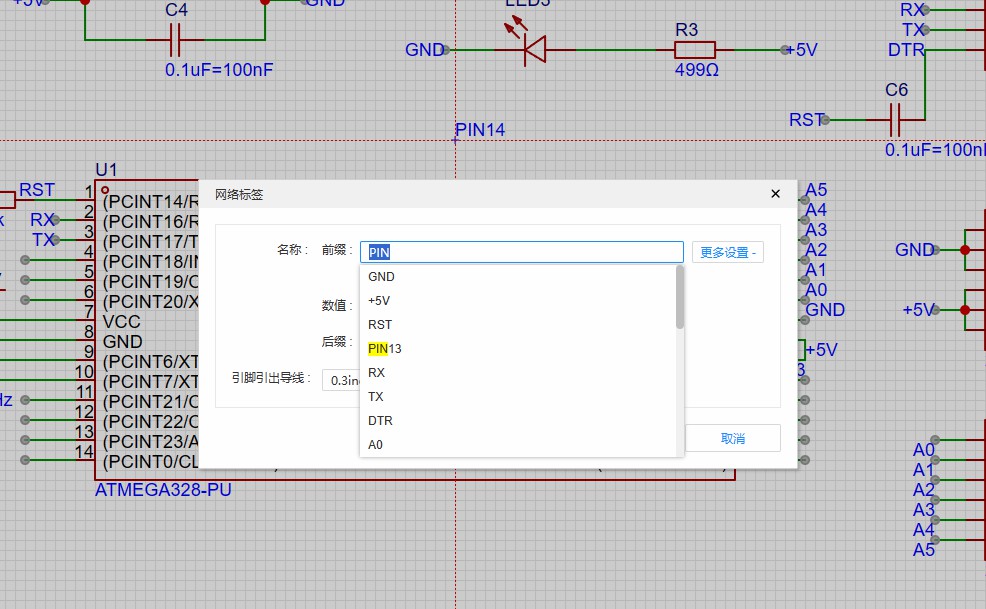 +5V
GND
C4
0.1uF=100nF
LED3
GND
R3
+5V
499Ω
RX
TX
DTR
C6
RST
0.1uF=100n
PIN14
U1
RST
RX
TX
1
2
3
4
5
6
7
8
9
10
11
12
13
14
(PCINT14/R
(PCINT16/R
(PCINT17/T
(PCINT18/IN
(PCINT19/O
(PCINT20/X
VCC
GND
(PCINT6/XT
(PCINT7/XT
(PCINT21/O
(PCINT22/O
(PCINT23/A
(PCINT0/CL
ATMEGA328-PU
Hz
网络标签
×
名称 :
前缀 :
PIN
更多设置 -
GND
+5V
RST
PIN13
RX
TX
DTR
A0
数值 :
后缀 :
引脚引出导线 :
0.3in
取消
A5
A4
A3
A2
A1
A0
GND
+5V
3
GND
+5V
A0
A1
A2
A3
A4
A5